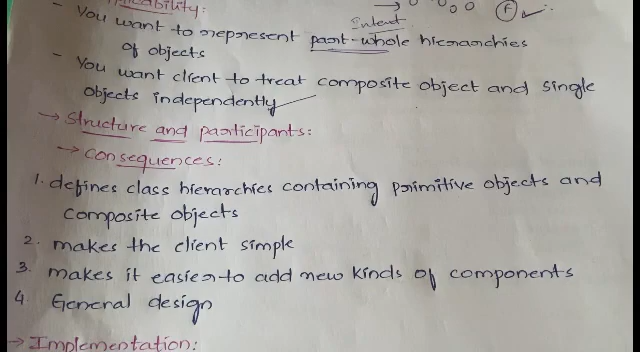 Applicability:
Intent
- You want to represent part-whole hierarchies
of objects
- You want client to treat composite object and single
objects independently
→ Structure and participants:
→ consequences:
1. defines class hierarchies containing primitive objects and
composite objects
2. makes the client simple
3. makes it easier to add new kinds of components
4. General design
→ Implementation: